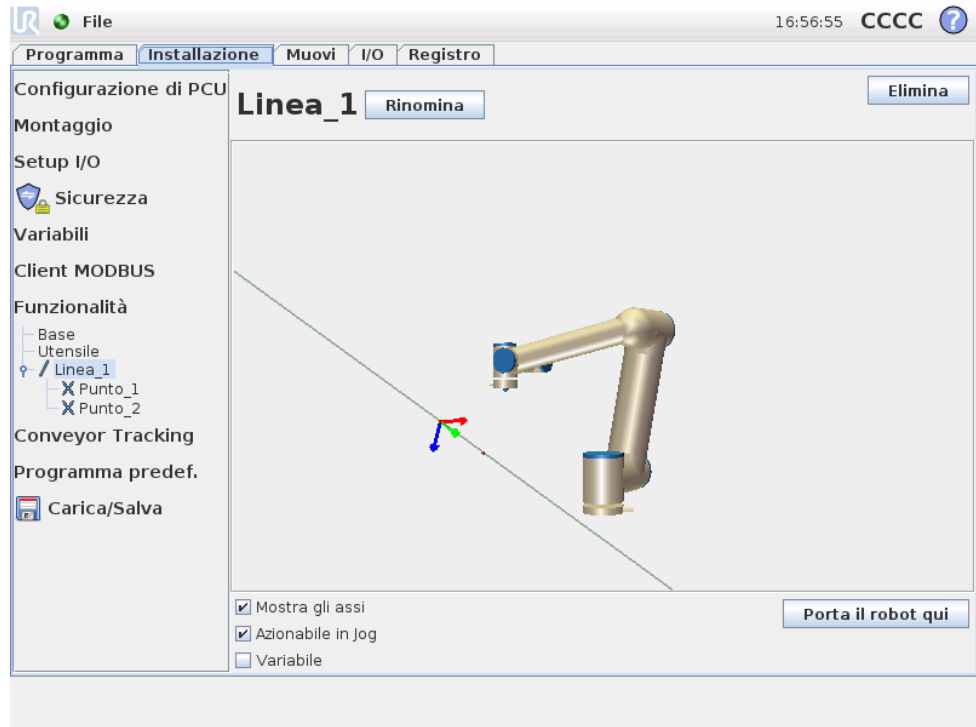 UR File 16:56:55 CCCC ?
Programma Installazione Muovi I/O Registro
Configurazione di PCU
Montaggio
Setup I/O
Sicurezza
Variabili
Client MODBUS
Funzionalità
Base
Utensile
Linea_1
Punto_1
Punto_2
Conveyor Tracking
Programma predef.
Carica/Salva
Linea_1 Rinomina Elimina
Mostra gli assi
Azionabile in Jog
Variabile
Porta il robot qui